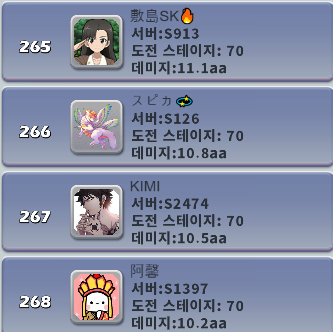 265
敷島SK🔥
서버:S913
도전 스테이지: 70
데미지:11.1aa
266
スピカ💫
서버:S126
도전 스테이지: 70
데미지:10.8aa
267
KIMI
서버:S2474
도전 스테이지: 70
데미지:10.5aa
268
阿馨
서버:S1397
도전 스테이지: 70
데미지:10.2aa